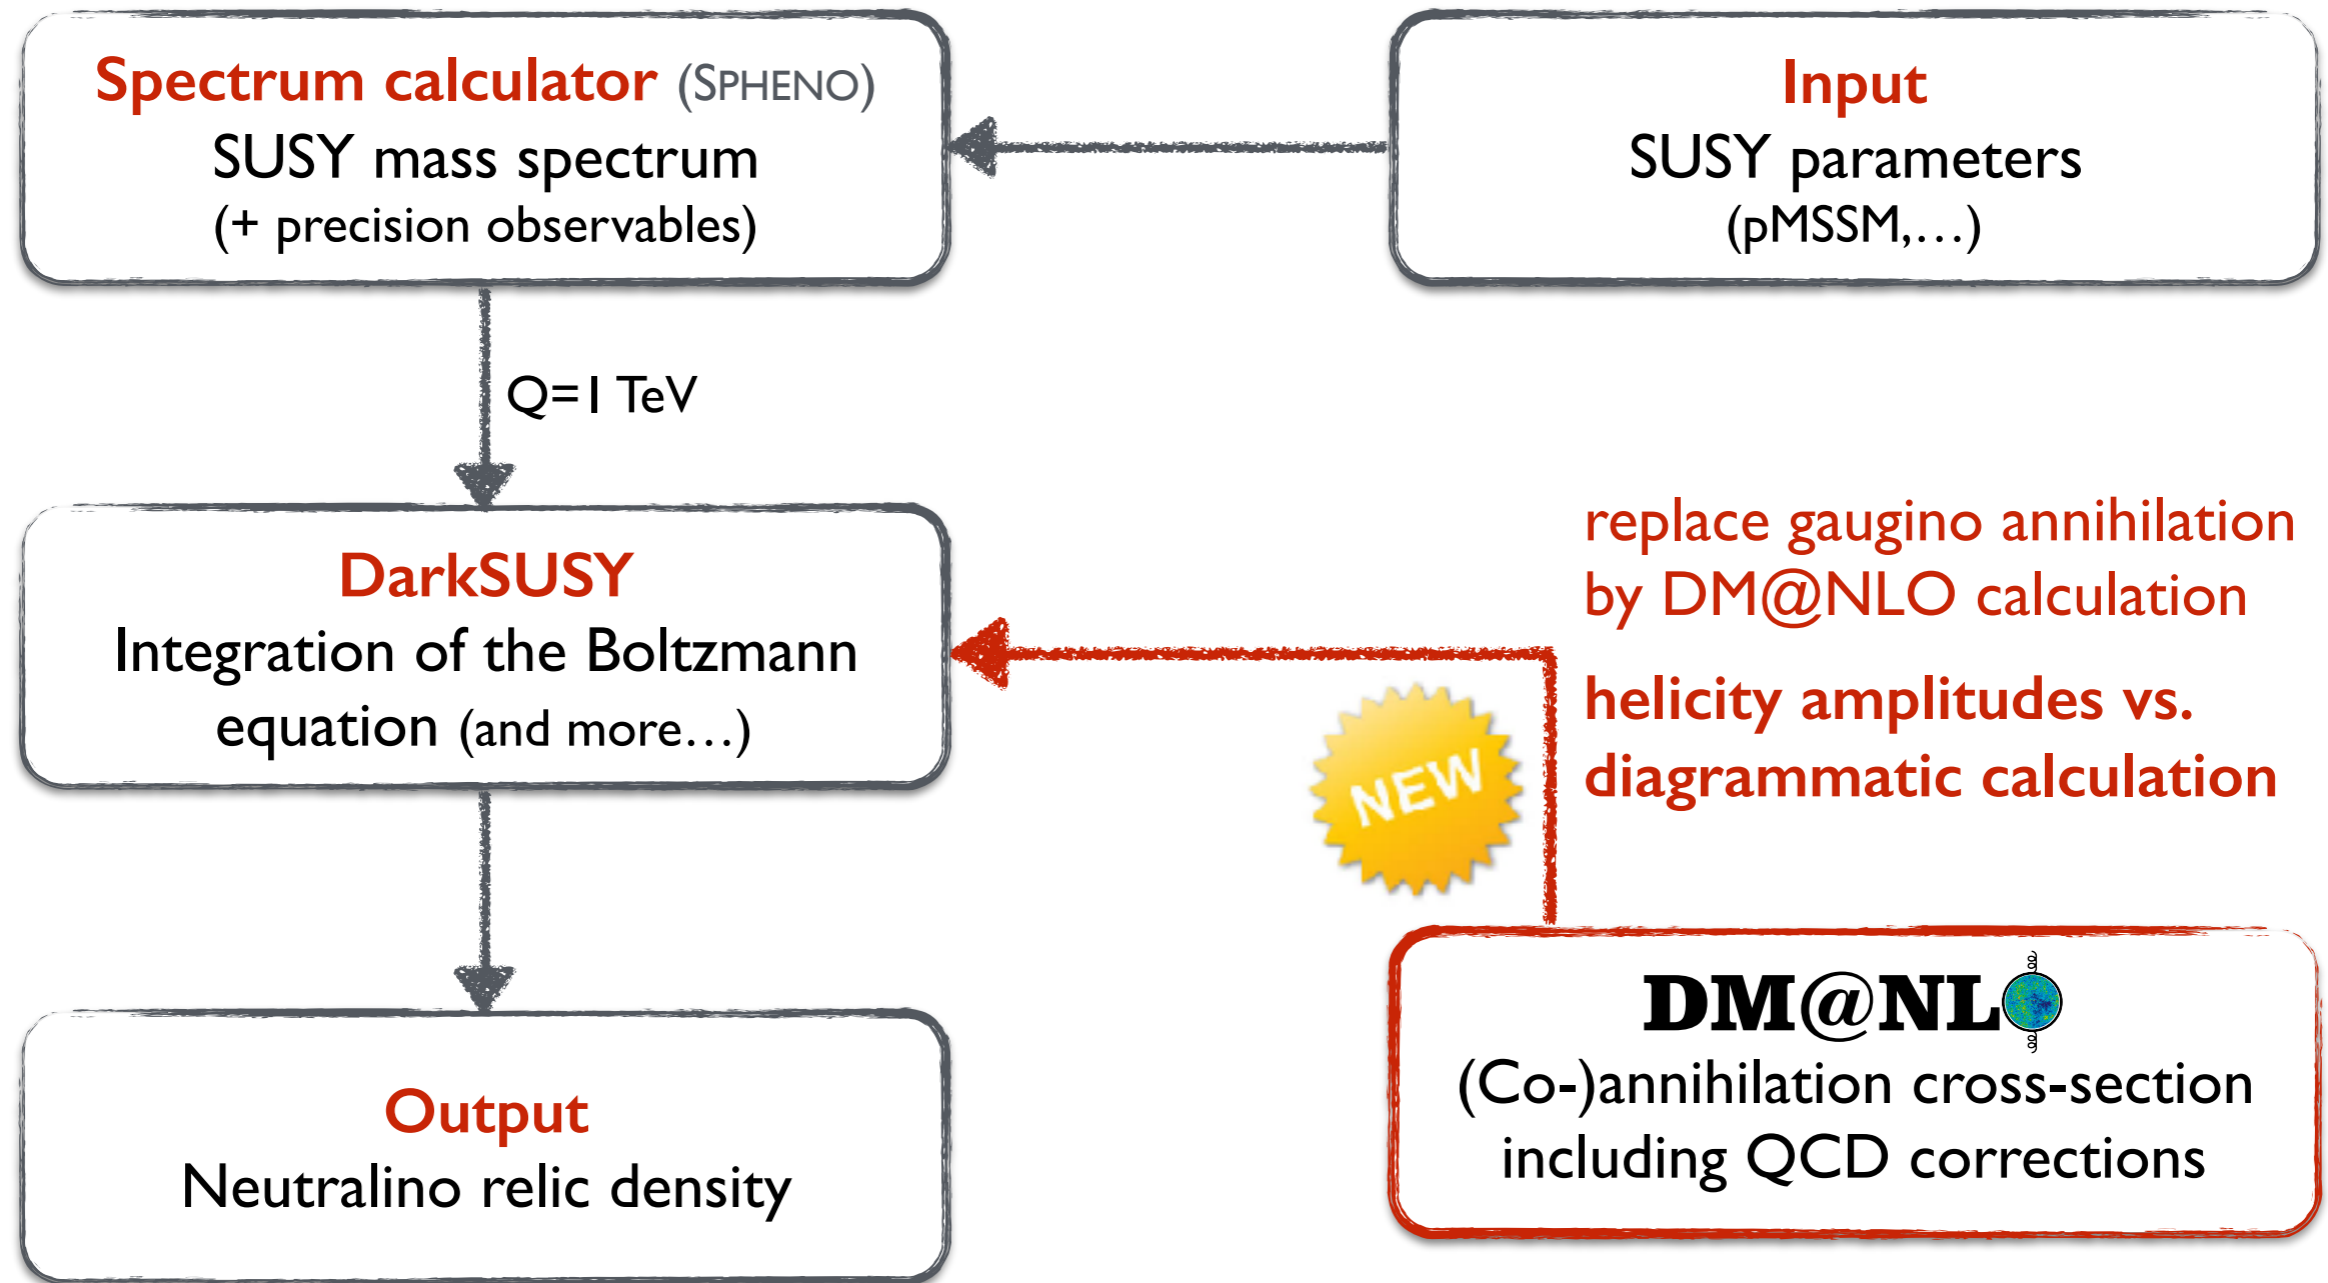 Spectrum calculator (SPHENO)
SUSY mass spectrum
(+ precision observables)
Input
SUSY parameters
(pMSSM,…)
Q=1 TeV
DarkSUSY
Integration of the Boltzmann
equation (and more…)
replace gaugino annihilation
by DM@NLO calculation
helicity amplitudes vs.
diagrammatic calculation
NEW
Output
Neutralino relic density
DM@NLO
(Co-)annihilation cross-section
including QCD corrections